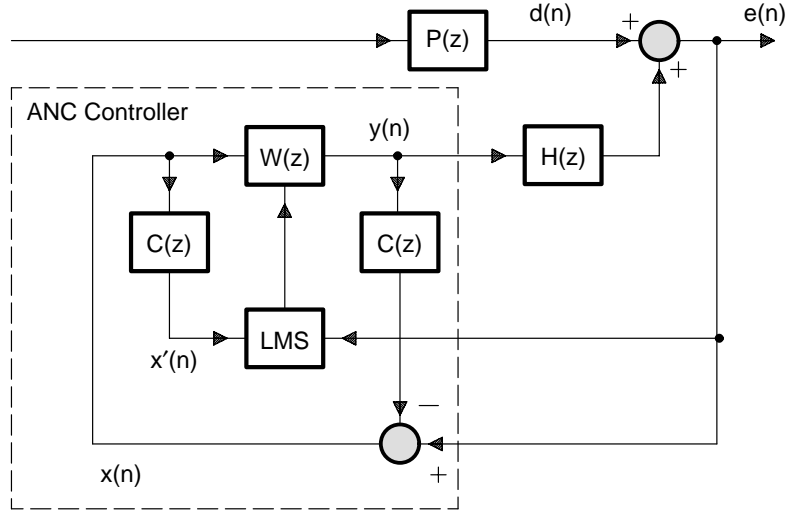 d(n)
e(n)
P(z)
+
+
ANC Controller
y(n)
W(z)
H(z)
C(z)
C(z)
LMS
x′(n)
—
x(n)
+